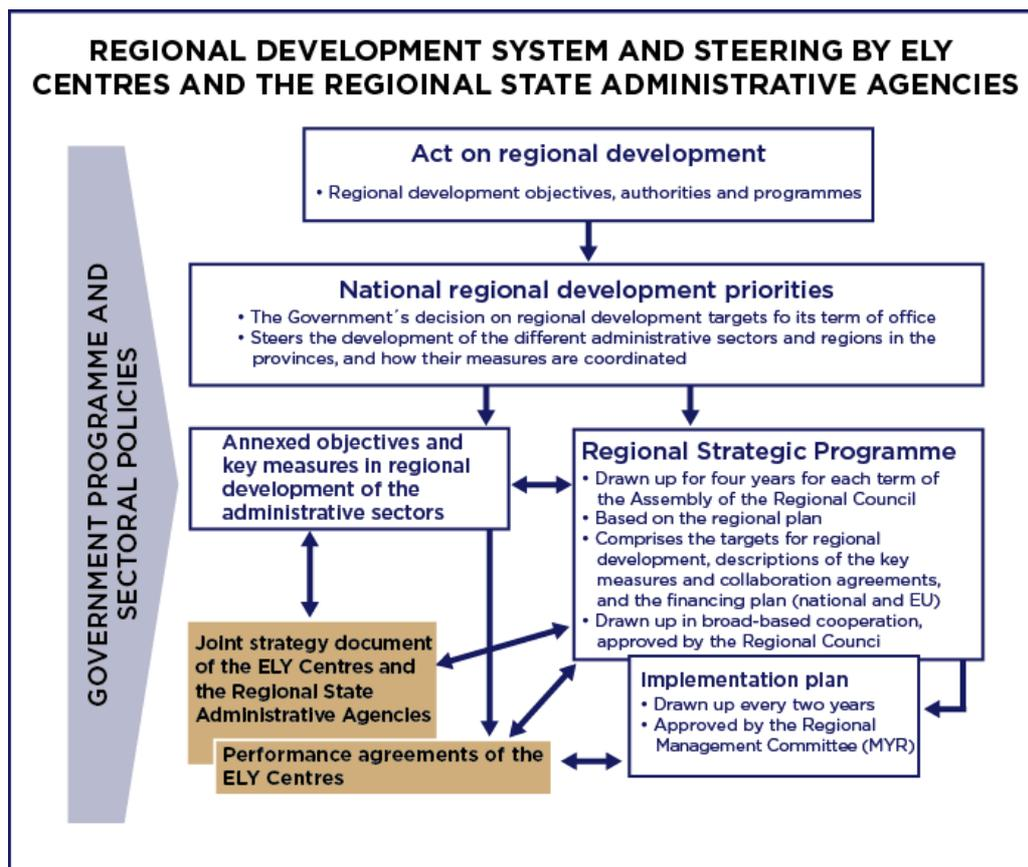 REGIONAL DEVELOPMENT SYSTEM AND STEERING BY ELY
CENTRES AND THE REGIOINAL STATE ADMINISTRATIVE AGENCIES
GOVERNMENT PROGRAMME AND
SECTORAL POLICIES
Act on regional development
• Regional development objectives, authorities and programmes
National regional development priorities
• The Government´s decision on regional development targets fo its term of office
• Steers the development of the different administrative sectors and regions in the
provinces, and how their measures are coordinated
Annexed objectives and
key measures in regional
development of the
administrative sectors
Regional Strategic Programme
• Drawn up for four years for each term of
the Assembly of the Regional Council
• Based on the regional plan
• Comprises the targets for regional
development, descriptions of the key
measures and collaboration agreements,
and the financing plan (national and EU)
• Drawn up in broad-based cooperation,
approved by the Regional Counci
Joint strategy document
of the ELY Centres and
the Regional State
Administrative Agencies
Performance agreements of the
ELY Centres
Implementation plan
• Drawn up every two years
• Approved by the Regional
Management Committee (MYR)